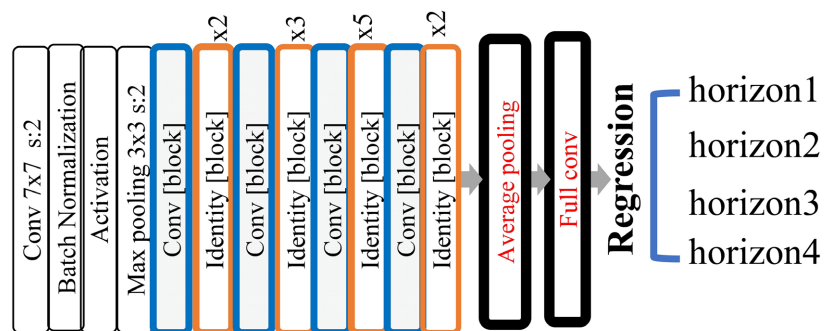 Conv 7x7 s:2
Batch Normalization
Activation
Max pooling 3x3 s:2
Conv [block]
x2
Identity [block]
Conv [block]
x3
Identity [block]
Conv [block]
x5
Identity [block]
Conv [block]
x2
Identity [block]
Average pooling
Full conv
Regression
horizon1
horizon2
horizon3
horizon4